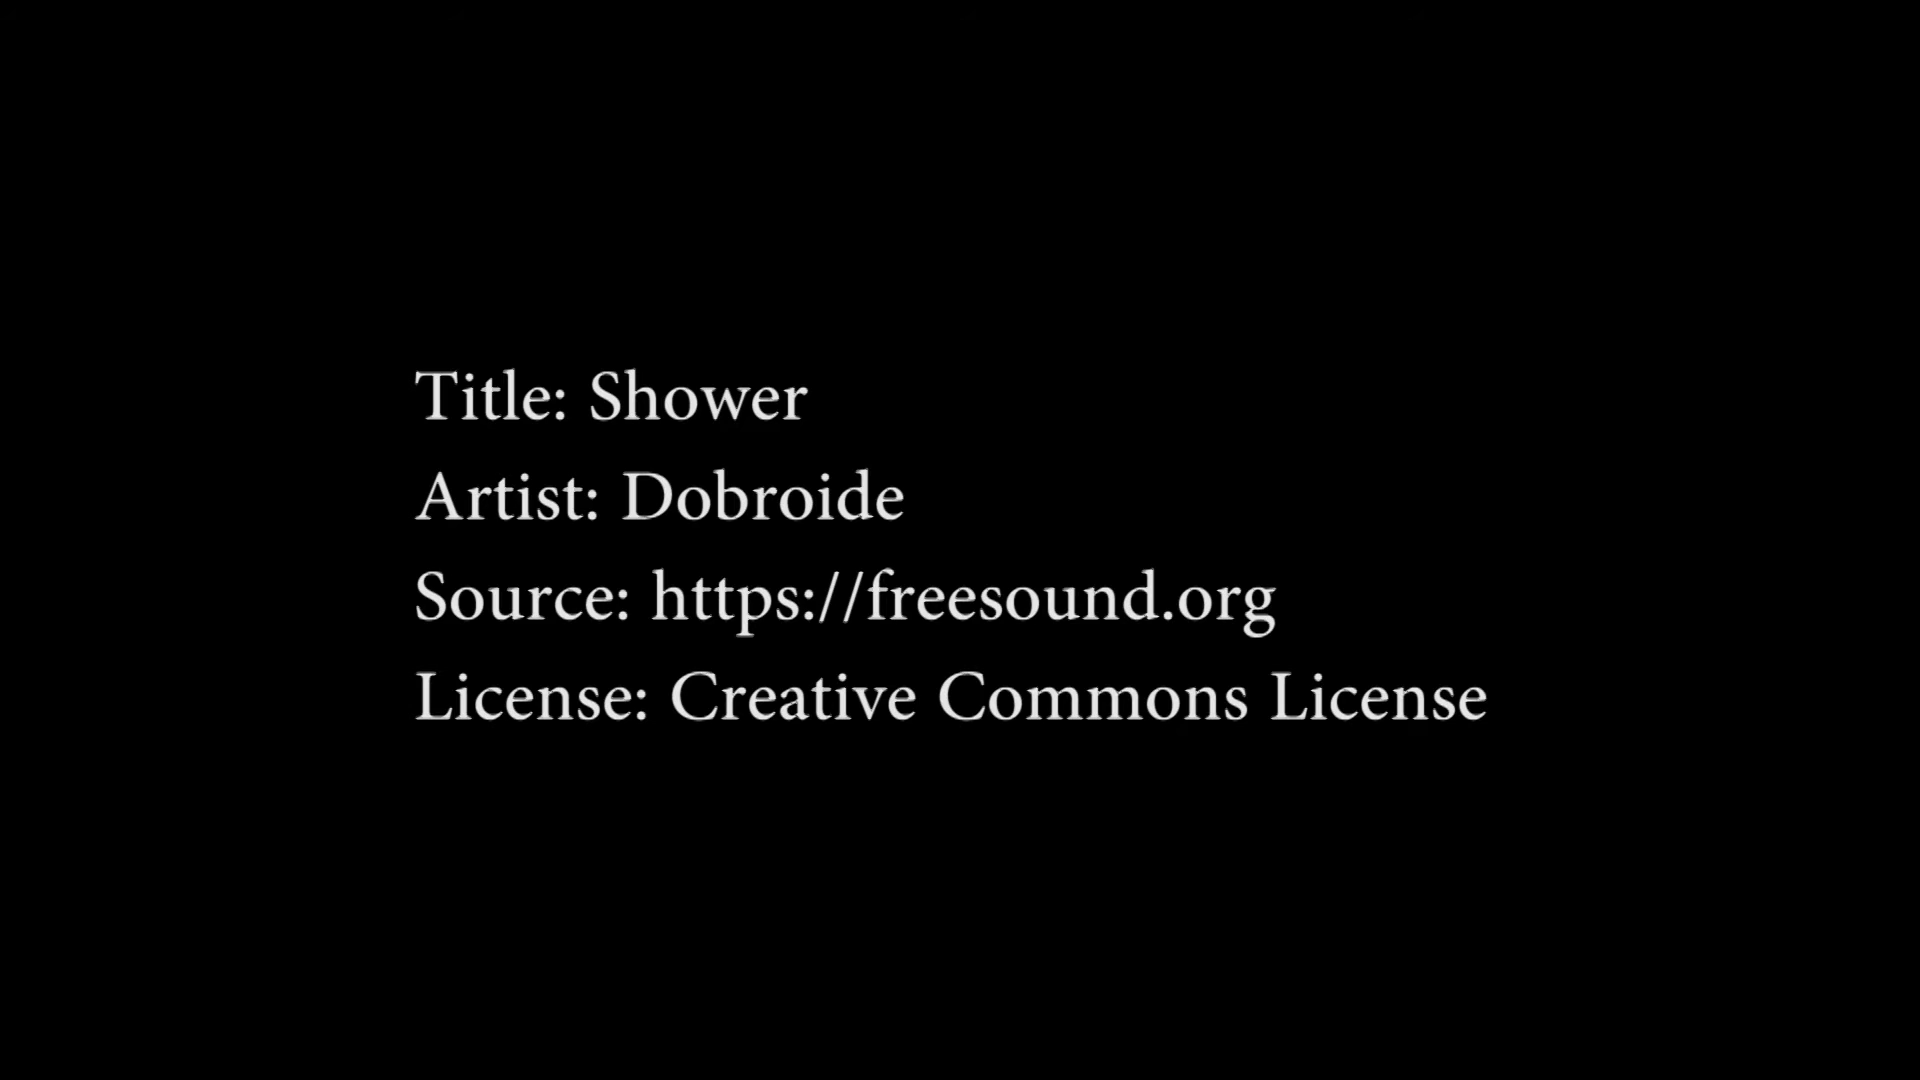 Title: Shower
Artist: Dobroide
Source: https://freesound.org
License: Creative Commons License